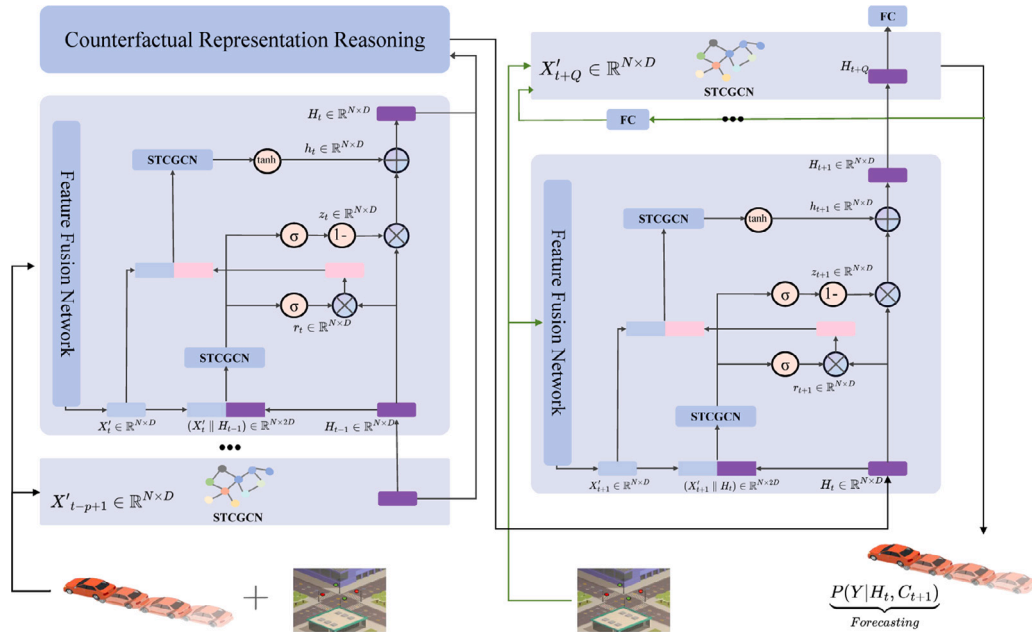 Counterfactual Representation Reasoning
Feature Fusion Network
H_t ∈ ℝ^{N×D}
STCGCN
tanh
h_t ∈ ℝ^{N×D}
z_t ∈ ℝ^{N×D}
σ
1-
σ
r_t ∈ ℝ^{N×D}
STCGCN
X'_t ∈ ℝ^{N×D}
(X'_t ∥ H_{t-1}) ∈ ℝ^{N×2D}
H_{t-1} ∈ ℝ^{N×D}
•••
X'_{t-p+1} ∈ ℝ^{N×D}
STCGCN
+
FC
X'_{t+Q} ∈ ℝ^{N×D}
STCGCN
H_{t+Q}
FC
•••
Feature Fusion Network
H_{t+1} ∈ ℝ^{N×D}
STCGCN
tanh
h_{t+1} ∈ ℝ^{N×D}
z_{t+1} ∈ ℝ^{N×D}
σ
1-
σ
r_{t+1} ∈ ℝ^{N×D}
STCGCN
X'_{t+1} ∈ ℝ^{N×D}
(X'_{t+1} ∥ H_t) ∈ ℝ^{N×2D}
H_t ∈ ℝ^{N×D}
P(Y|H_t, C_{t+1})
Forecasting